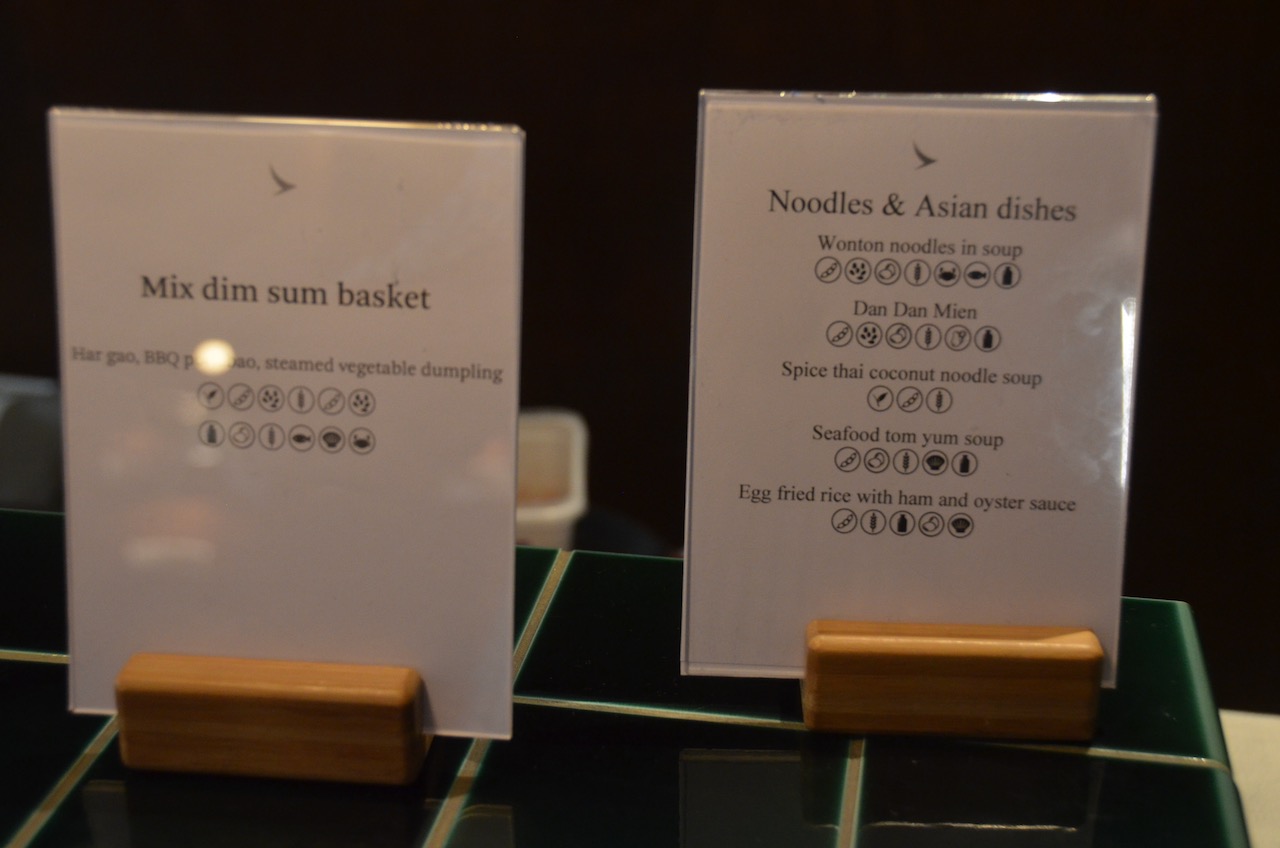 Mix dim sum basket
Har gao, BBQ bao, steamed vegetable dumpling
Noodles & Asian dishes
Wonton noodles in soup
Dan Dan Mien
Spice thai coconut noodle soup
Seafood tom yum soup
Egg fried rice with ham and oyster sauce